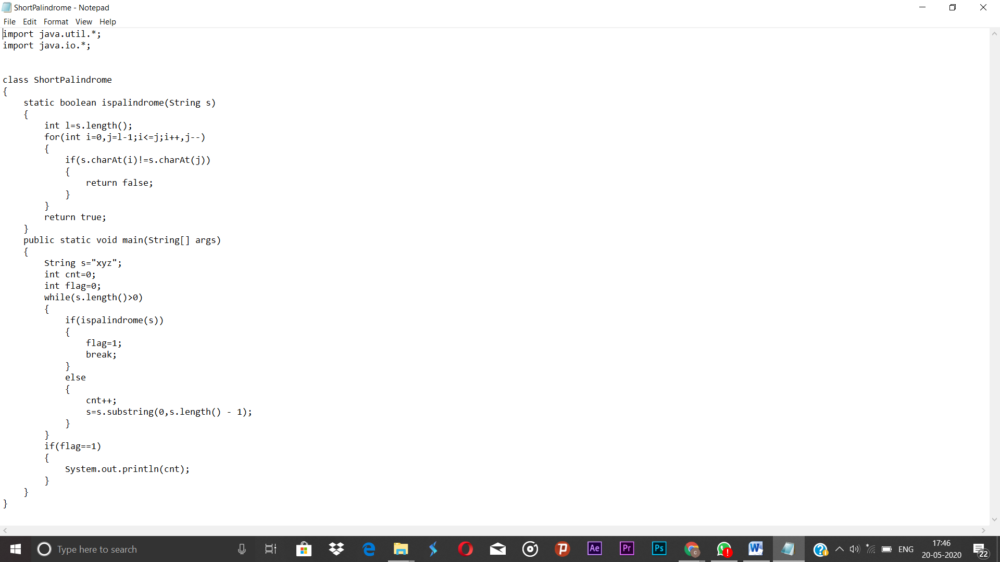 ShortPalindrome - Notepad
File Edit Format View Help
import java.util.*;
import java.io.*;
class ShortPalindrome
{
static boolean ispalindrome(String s)
{
int l=s.length();
for(int i=0,j=l-1;i<=j;i++,j--)
{
if(s.charAt(i)!=s.charAt(j))
{
return false;
}
}
return true;
}
public static void main(String[] args)
{
String s="xyz";
int cnt=0;
int flag=0;
while(s.length()>0)
{
if(ispalindrome(s))
{
flag=1;
break;
}
else
{
cnt++;
s=s.substring(0,s.length() - 1);
}
}
if(flag==1)
{
System.out.println(cnt);
}
}
}
Type here to search
Ae Pr Ps C W ENG
17:46
20-05-2020
22